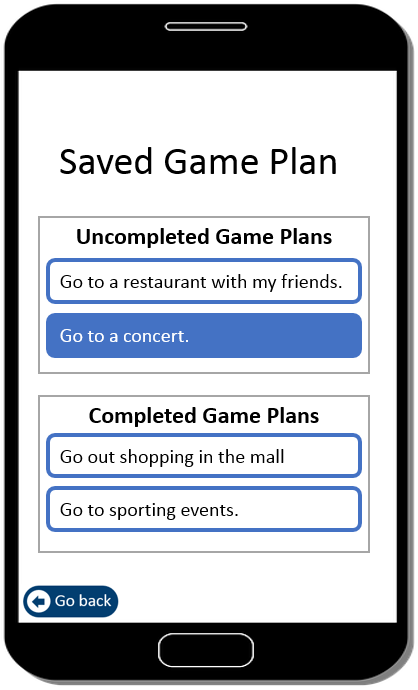 Saved Game Plan
Uncompleted Game Plans
Go to a restaurant with my friends.
Go to a concert.
Completed Game Plans
Go out shopping in the mall
Go to sporting events.
Go back